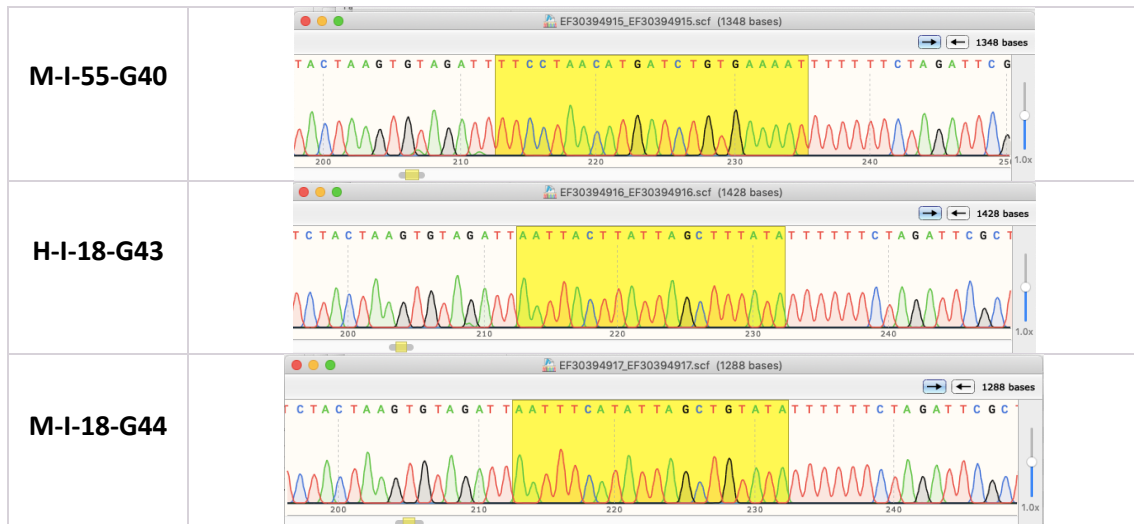 M-I-55-G40
EF30394915_EF30394915.scf (1348 bases)
1348 bases
T A C T A A G T G T A G A T T T T C C T A A C A T G A T C T G T G A A A A T T T T T T T C T A G A T T C G
200 210 220 230 240
1.0x
H-I-18-G43
EF30394916_EF30394916.scf (1428 bases)
1428 bases
T C T A C T A A G T G T A G A T T A A T T A C T T A T T A G C T T T A T A T T T T T T C T A G A T T C G C T
200 210 220 230 240
1.0x
M-I-18-G44
EF30394917_EF30394917.scf (1288 bases)
1288 bases
C T A C T A A G T G T A G A T T A A T T T C A T A T T A G C T G T A T A T T T T T T C T A G A T T C G C
200 210 220 230 240
1.0x